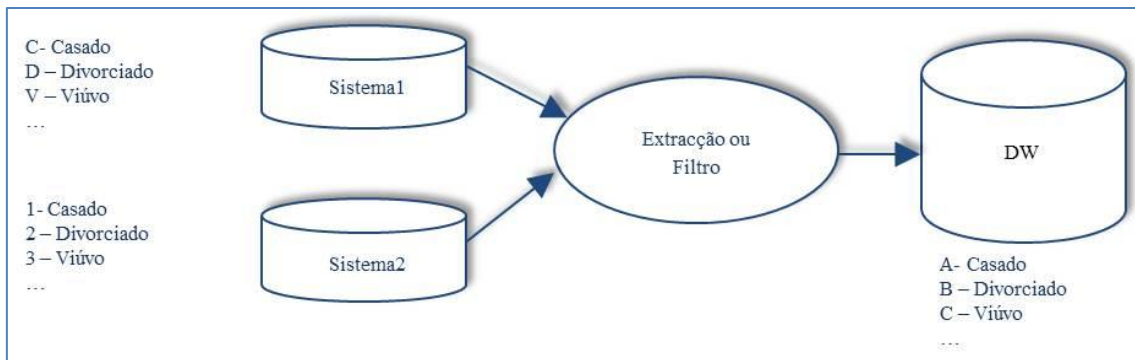 C- Casado
D – Divorciado
V – Viúvo
…
Sistema1
1- Casado
2 – Divorciado
3 – Viúvo
…
Sistema2
Extracção ou
Filtro
DW
A- Casado
B – Divorciado
C – Viúvo
…